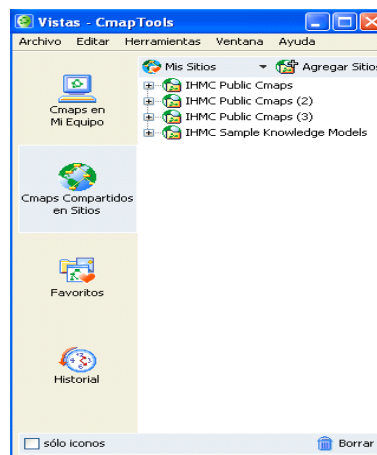 Vistas - CmapTools
Archivo Editar Herramientas Ventana Ayuda
Mis Sitios Agregar Sitios
IHMC Public Cmaps
IHMC Public Cmaps (2)
IHMC Public Cmaps (3)
IHMC Sample Knowledge Models
Cmaps en
Mi Equipo
Cmaps Compartidos
en Sitios
Favoritos
Historial
sólo iconos Borrar